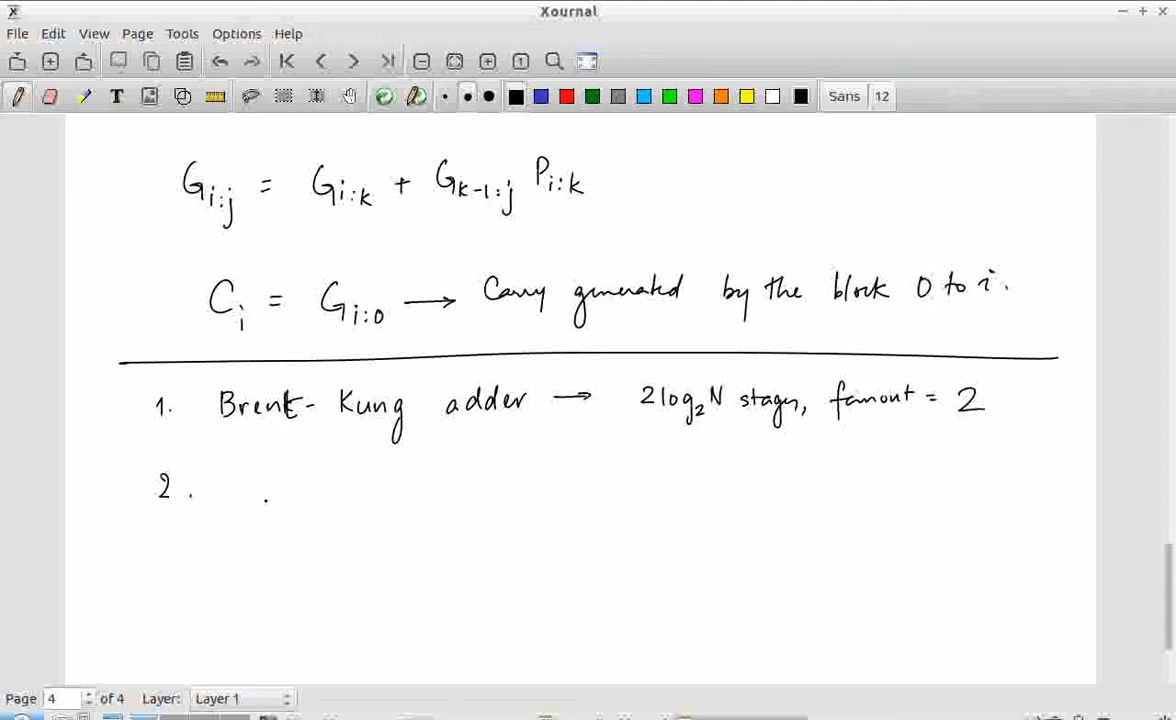 Xournal
File Edit View Page Tools Options Help
Sans 12
G_{i:j} = G_{i:k} + G_{k-1:j} P_{i:k}
C_i = G_{i:0} → Carry generated by the block 0 to i.
1. Brent-Kung adder → 2log_2N stages, fanout = 2
2.
Page 4 of 4 Layer: Layer 1